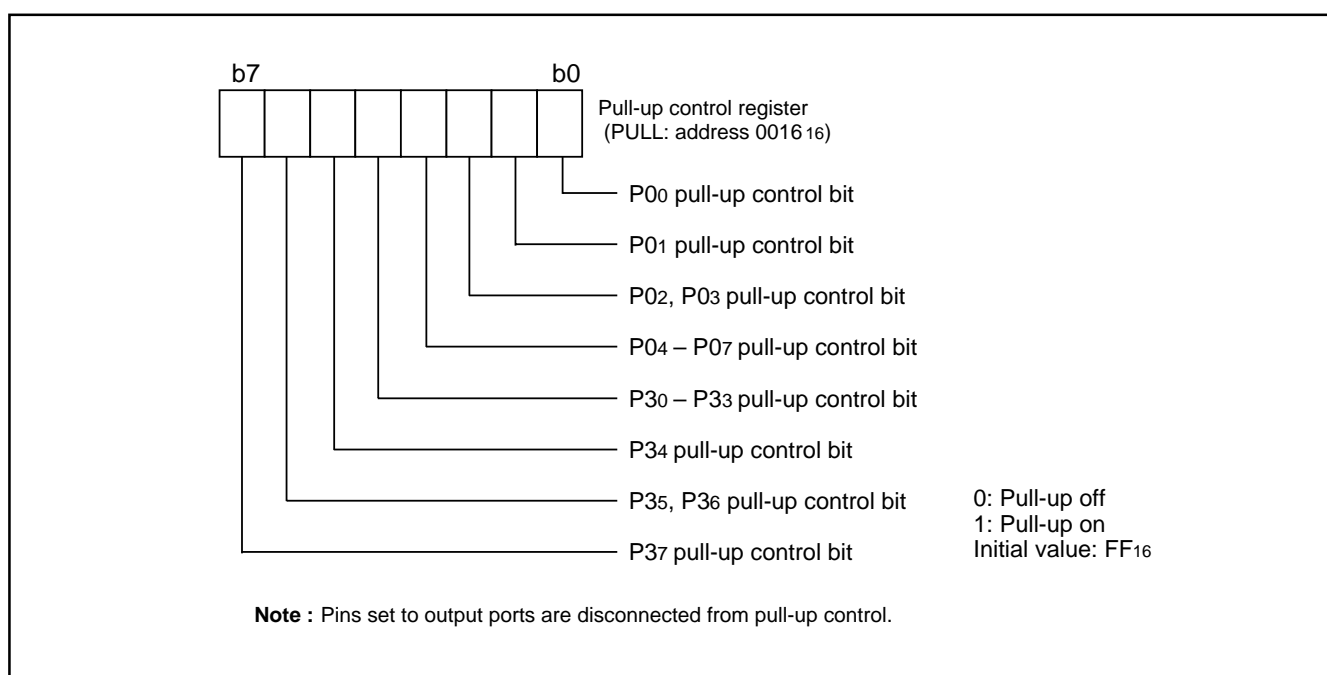 b7 b0
Pull-up control register
(PULL: address 001616)
P00 pull-up control bit
P01 pull-up control bit
P02, P03 pull-up control bit
P04 – P07 pull-up control bit
P30 – P33 pull-up control bit
P34 pull-up control bit
P35, P36 pull-up control bit
P37 pull-up control bit
0: Pull-up off
1: Pull-up on
Initial value: FF16
Note : Pins set to output ports are disconnected from pull-up control.